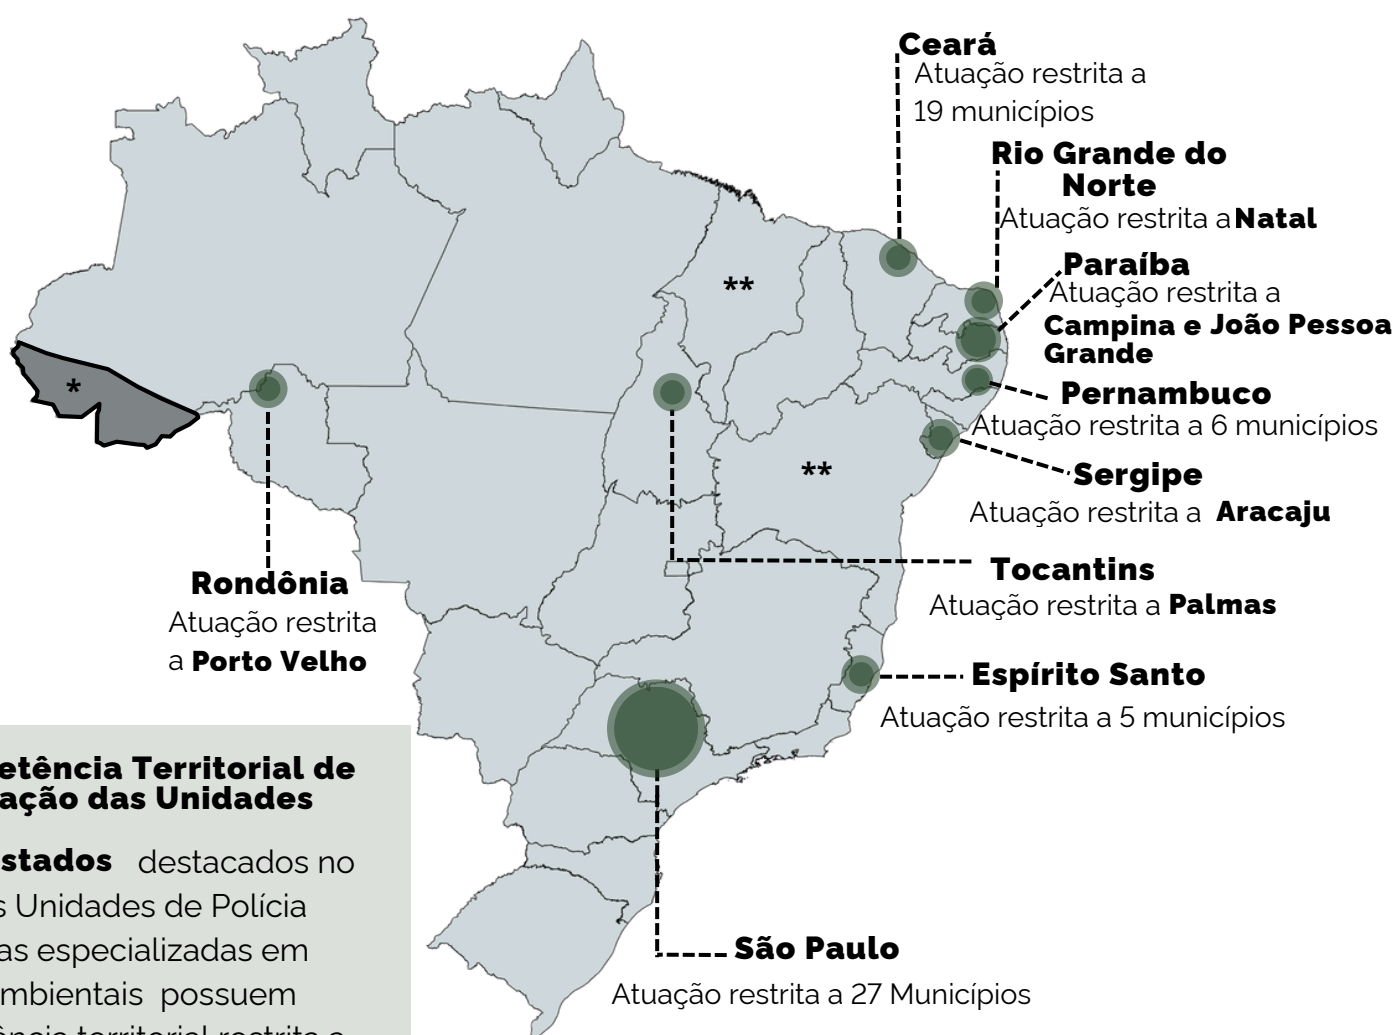 Ceará
Atuação restrita a
19 municípios
Rio Grande do
Norte
Atuação restrita a Natal
Paraíba
Atuação restrita a
Campina e João Pessoa
Grande
Pernambuco
Atuação restrita a 6 municípios
Sergipe
Atuação restrita a Aracaju
Tocantins
Atuação restrita a Palmas
Espírito Santo
Atuação restrita a 5 municípios
São Paulo
Atuação restrita a 27 Municípios
**
**
*
Rondônia
Atuação restrita
a Porto Velho
etência Territorial de
ação das Unidades
stados destacados no
s Unidades de Polícia
as especializadas em
mbientais possuem
ência territorial restrita a